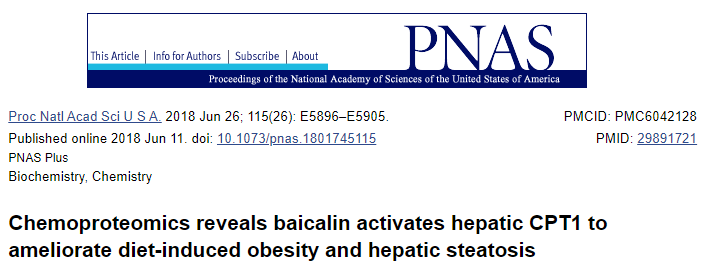 This Article | Info for Authors | Subscribe | About
PNAS
Proceedings of the National Academy of Sciences of the United States of America
Proc Natl Acad Sci U S A. 2018 Jun 26; 115(26): E5896–E5905. PMCID: PMC6042128
Published online 2018 Jun 11. doi: 10.1073/pnas.1801745115 PMID: 29891721
PNAS Plus
Biochemistry, Chemistry
Chemoproteomics reveals baicalin activates hepatic CPT1 to
ameliorate diet-induced obesity and hepatic steatosis